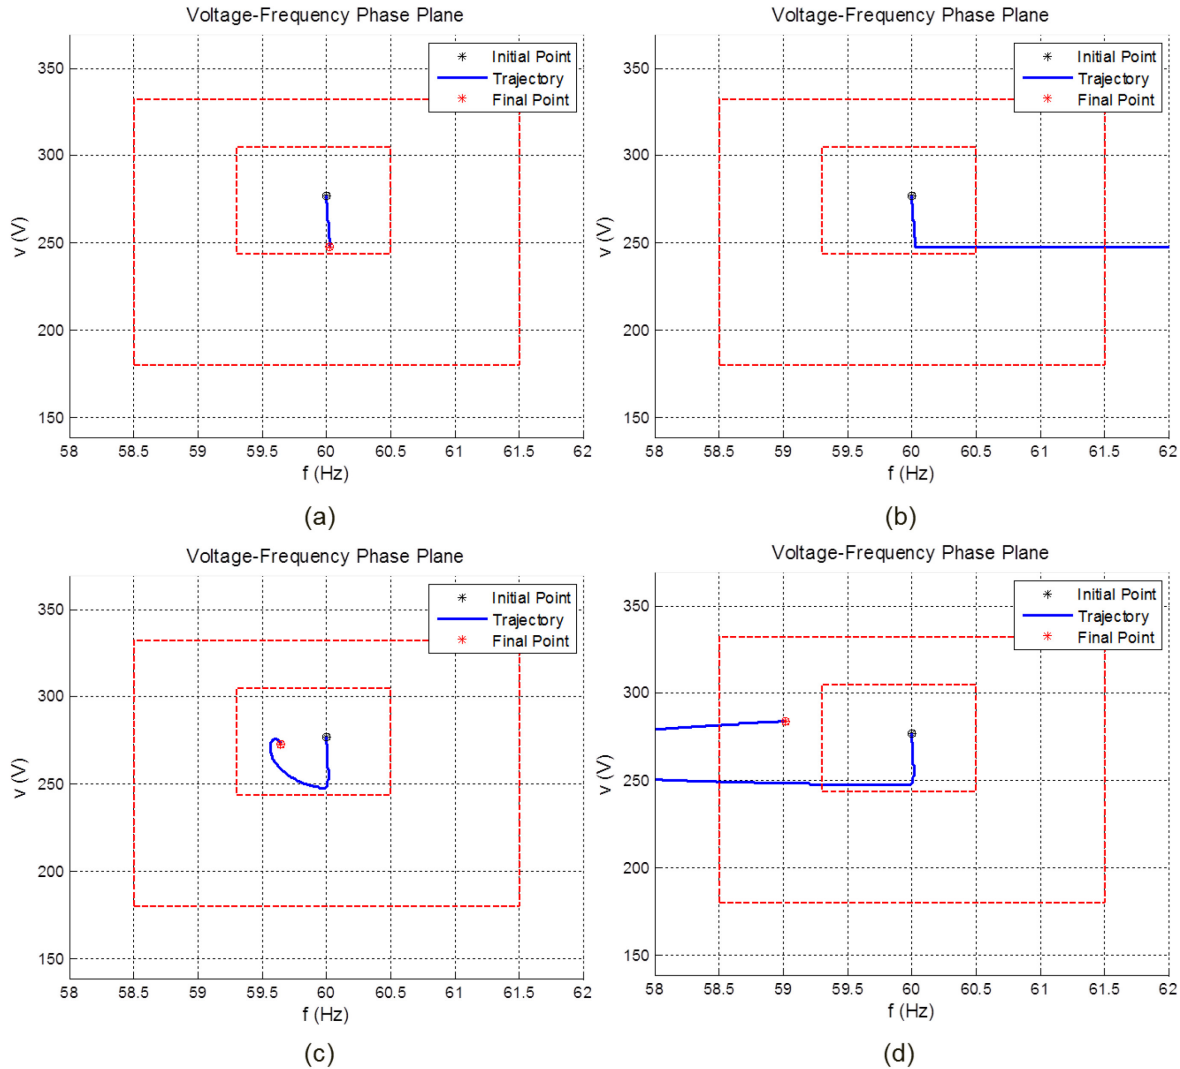 Voltage-Frequency Phase Plane
Initial Point
Trajectory
Final Point
350
300
250
200
150
v (V)
58 58.5 59 59.5 60 60.5 61 61.5 62
f (Hz)
(a)
Voltage-Frequency Phase Plane
Initial Point
Trajectory
Final Point
350
300
250
200
150
v (V)
58 58.5 59 59.5 60 60.5 61 61.5 62
f (Hz)
(b)
Voltage-Frequency Phase Plane
Initial Point
Trajectory
Final Point
350
300
250
200
150
v (V)
58 58.5 59 59.5 60 60.5 61 61.5 62
f (Hz)
(c)
Voltage-Frequency Phase Plane
Initial Point
Trajectory
Final Point
350
300
250
200
150
v (V)
58 58.5 59 59.5 60 60.5 61 61.5 62
f (Hz)
(d)